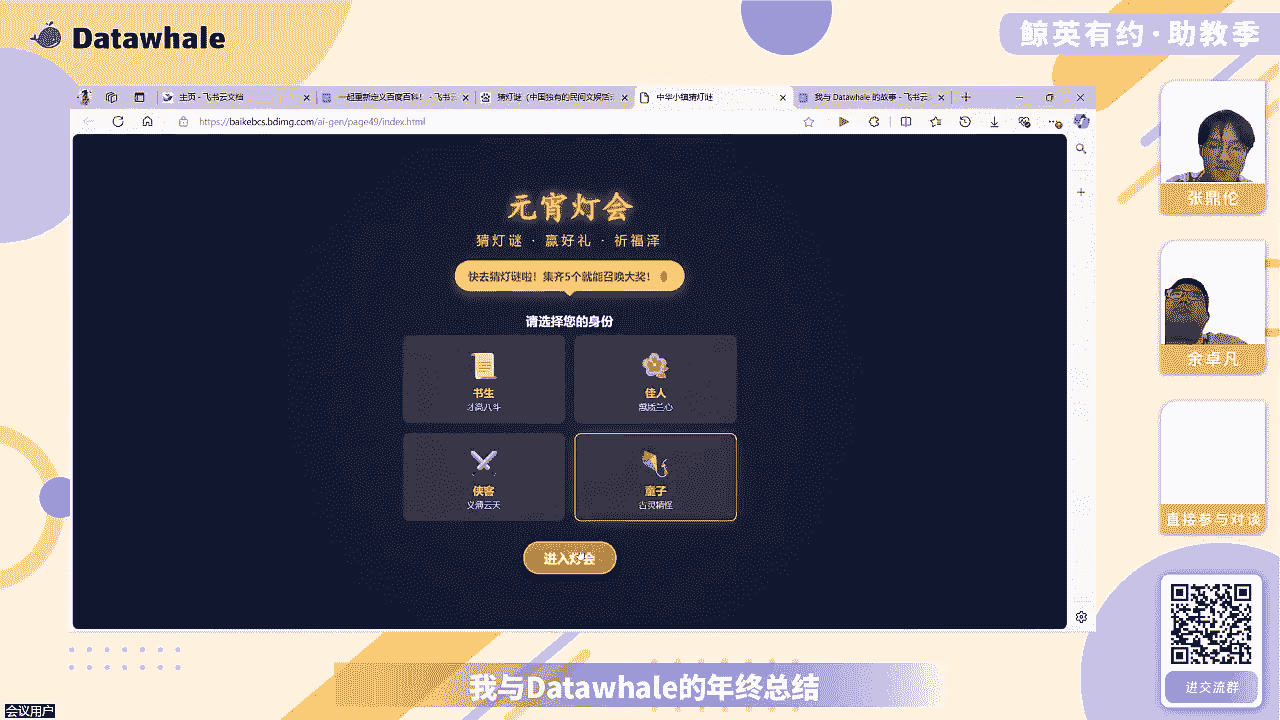 Datawhale
鲸英有约·助教季
主页 - 飞书云文档
一起重新定义百度百科！ - 飞书云
猜灯谜（中国独有的民间文娱活
中华小镇猜灯谜
我与 Datawhale 的故事 - 飞书云
https://baikebcs.bdimg.com/ai-gen/page49/index.html
元宵灯会
猜灯谜 · 赢好礼 · 祈福泽
快去猜灯谜啦！集齐5个就能召唤大奖！
请选择您的身份
书生
才高八斗
佳人
蕙质兰心
侠客
义薄云天
童子
古灵精怪
进入灯会
张鼎伦
余卓凡
直接参与对谈
进交流群
我与Datawhale的年终总结
会议用户